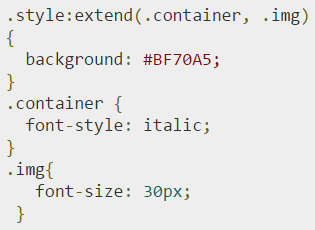 .style:extend(.container, .img)
{
  background: #BF70A5;
}
.container {
  font-style: italic;
}
.img{
   font-size: 30px;
 }